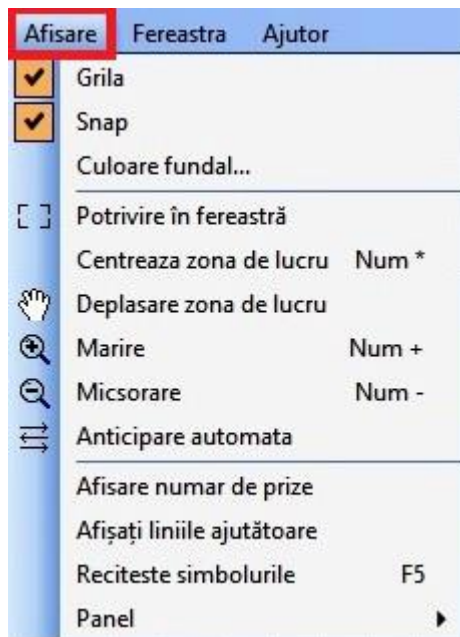 Afisare Fereastra Ajutor
Grila
Snap
Culoare fundal...
Potrivire în fereastră
Centreaza zona de lucru Num *
Deplasare zona de lucru
Marire Num +
Micsorare Num -
Anticipare automata
Afisare numar de prize
Afișați liniile ajutătoare
Reciteste simbolurile F5
Panel